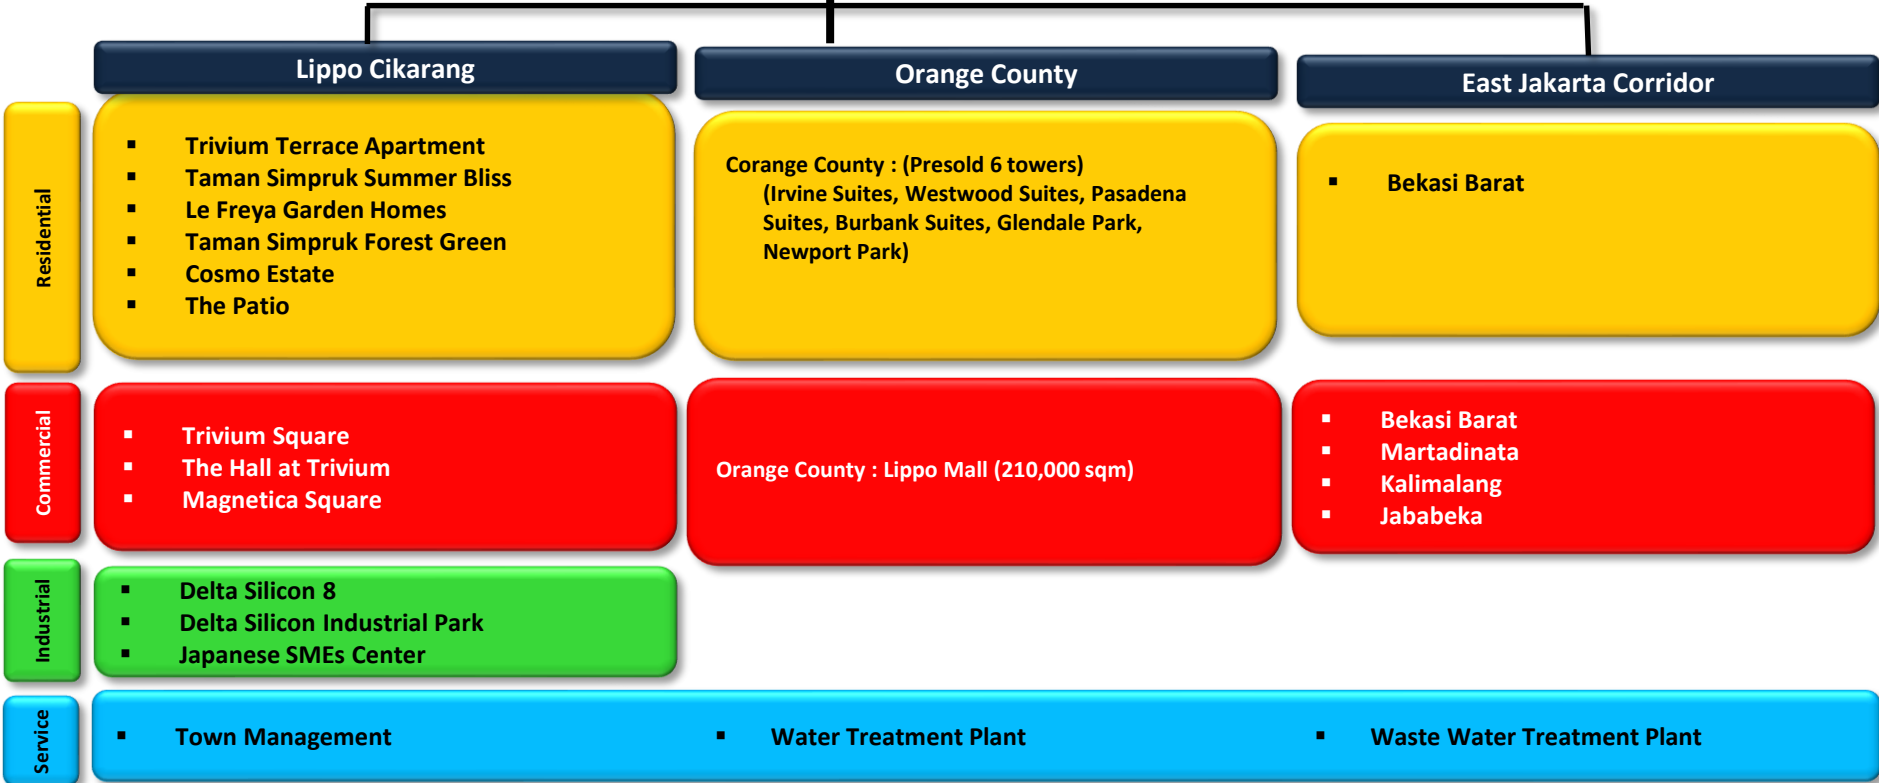 Lippo Cikarang
Orange County
East Jakarta Corridor
Residential
▪ Trivium Terrace Apartment
▪ Taman Simpruk Summer Bliss
▪ Le Freya Garden Homes
▪ Taman Simpruk Forest Green
▪ Cosmo Estate
▪ The Patio
Corange County : (Presold 6 towers)
(Irvine Suites, Westwood Suites, Pasadena
Suites, Burbank Suites, Glendale Park,
Newport Park)
▪ Bekasi Barat
Commercial
▪ Trivium Square
▪ The Hall at Trivium
▪ Magnetica Square
Orange County : Lippo Mall (210,000 sqm)
▪ Bekasi Barat
▪ Martadinata
▪ Kalimalang
▪ Jababeka
Industrial
▪ Delta Silicon 8
▪ Delta Silicon Industrial Park
▪ Japanese SMEs Center
Service
▪ Town Management
▪ Water Treatment Plant
▪ Waste Water Treatment Plant